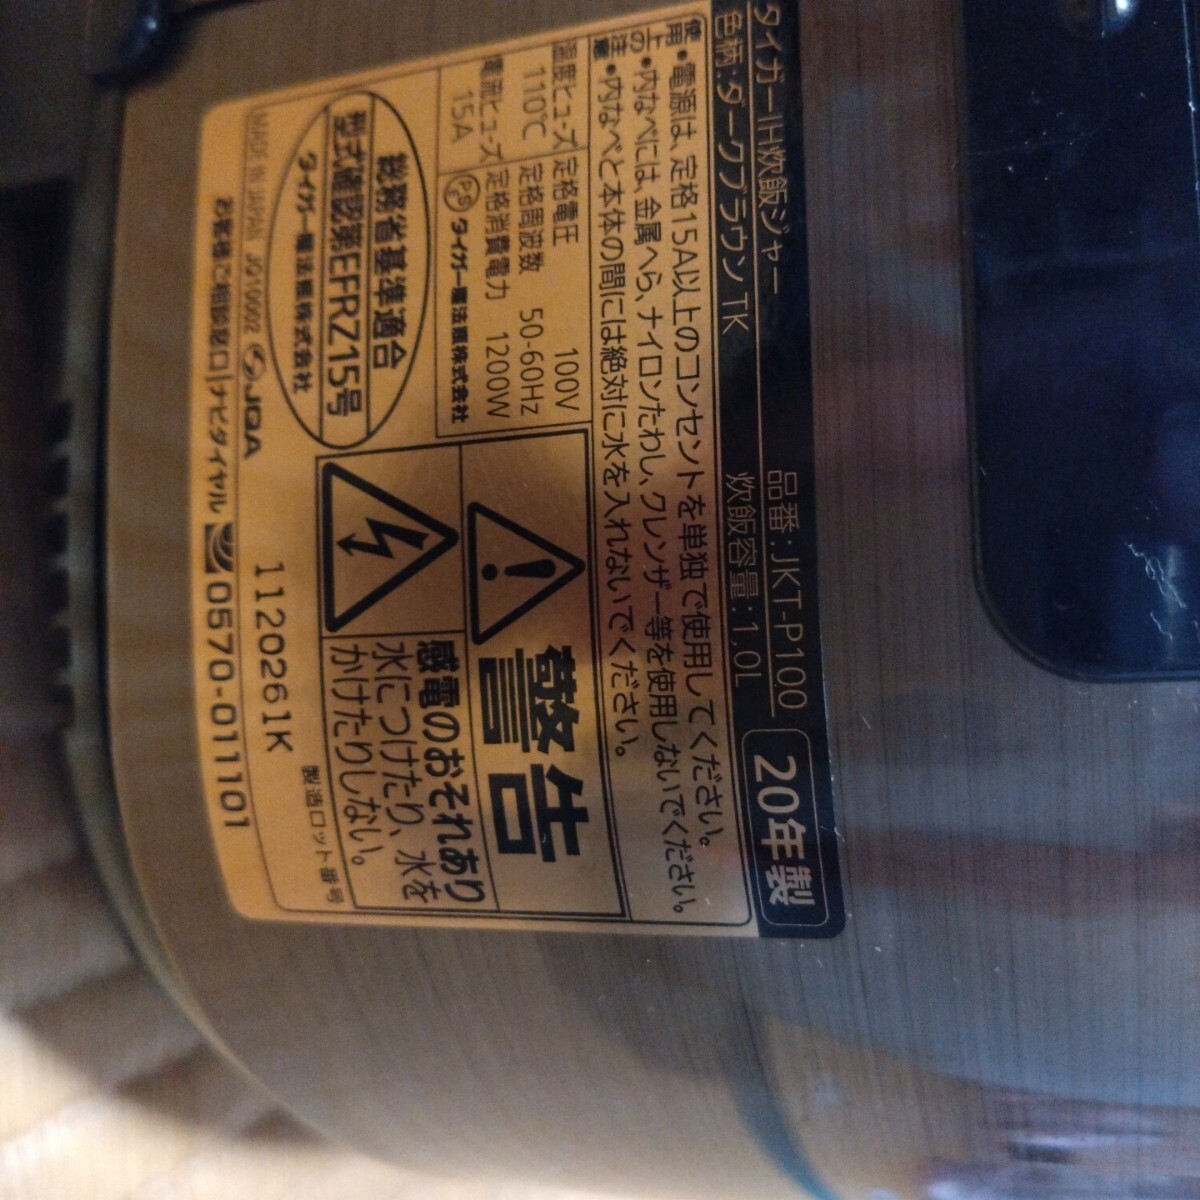 タイガーIH炊飯ジャー 品番:JKT-P100
色柄:ダークブラウン TK 炊飯容量:1.0L
20年製
使用上の注意
•電源は、定格15A以上のコンセントを単独で使用してください。
•内なべには、金属へら、ナイロンたわし、クレンザー等を使用しないでください。
•内なべと本体の間には絶対に水を入れないでください。
温度ヒューズ
110℃
電流ヒューズ
15A
定格電圧 100V
定格周波数 50-60Hz
定格消費電力 1200W
PSE タイガー魔法瓶株式会社
警告
感電のおそれあり
水につけたり、水を
かけたりしない。
総務省基準適合
型式確認第EFRZ15号
タイガー魔法瓶株式会社
MADE IN JAPAN JQ10002 JQA
1120261K
製造ロット番号
お客様ご相談窓口 ナビダイヤル 0570-011101